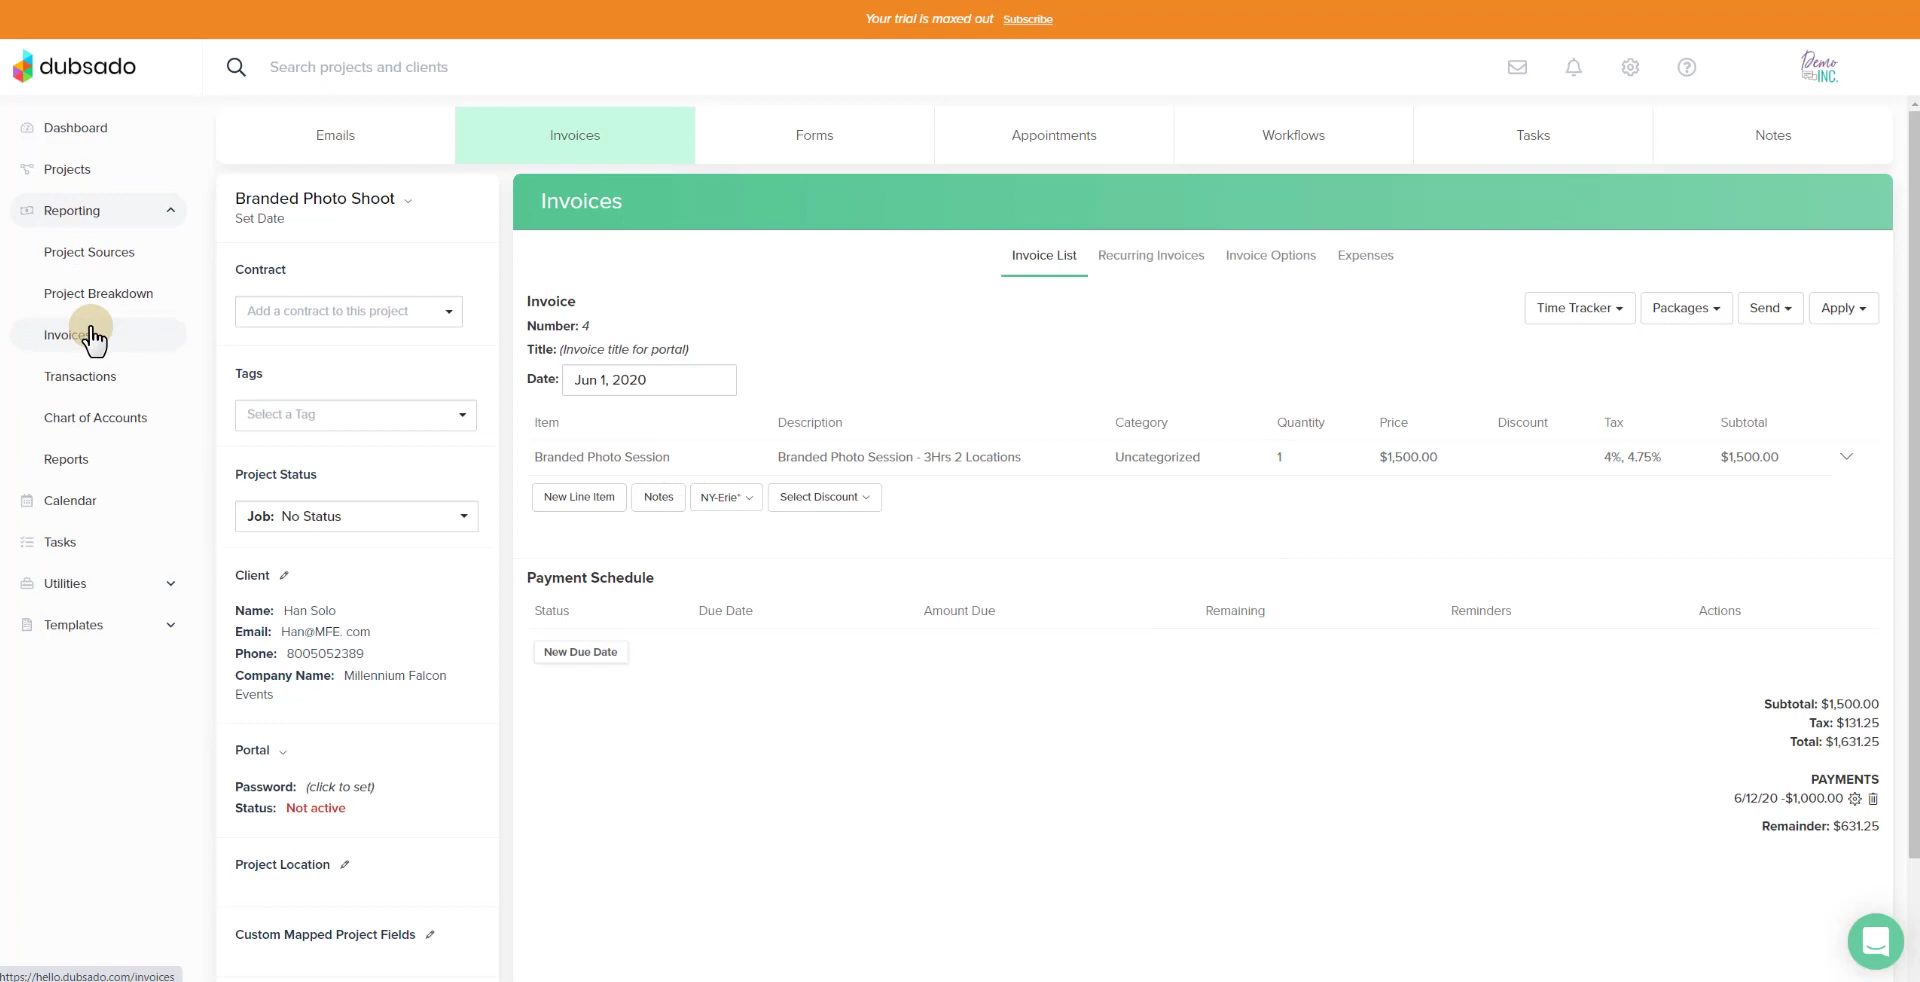 Your trial is maxed out Subscribe
dubsado
Search projects and clients
Demo
INC.
Dashboard
Projects
Reporting
Project Sources
Project Breakdown
Invoices
Transactions
Chart of Accounts
Reports
Calendar
Tasks
Utilities
Templates
Emails
Invoices
Forms
Appointments
Workflows
Tasks
Notes
Branded Photo Shoot
Set Date
Contract
Add a contract to this project
Tags
Select a Tag
Project Status
Job: No Status
Client
Name: Han Solo
Email: Han@MFE. com
Phone: 8005052389
Company Name: Millennium Falcon
Events
Portal
Password: (click to set)
Status: Not active
Project Location
Custom Mapped Project Fields
Invoices
Invoice List Recurring Invoices Invoice Options Expenses
Invoice
Time Tracker Packages Send Apply
Number: 4
Title: (Invoice title for portal)
Date: Jun 1, 2020
Item Description Category Quantity Price Discount Tax Subtotal
Branded Photo Session Branded Photo Session - 3Hrs 2 Locations Uncategorized 1 $1,500.00 4%, 4.75% $1,500.00
New Line Item Notes NY-Erie* Select Discount
Payment Schedule
Status Due Date Amount Due Remaining Reminders Actions
New Due Date
Subtotal: $1,500.00
Tax: $131.25
Total: $1,631.25
PAYMENTS
6/12/20 -$1,000.00
Remainder: $631.25
https://hello.dubsado.com/invoices